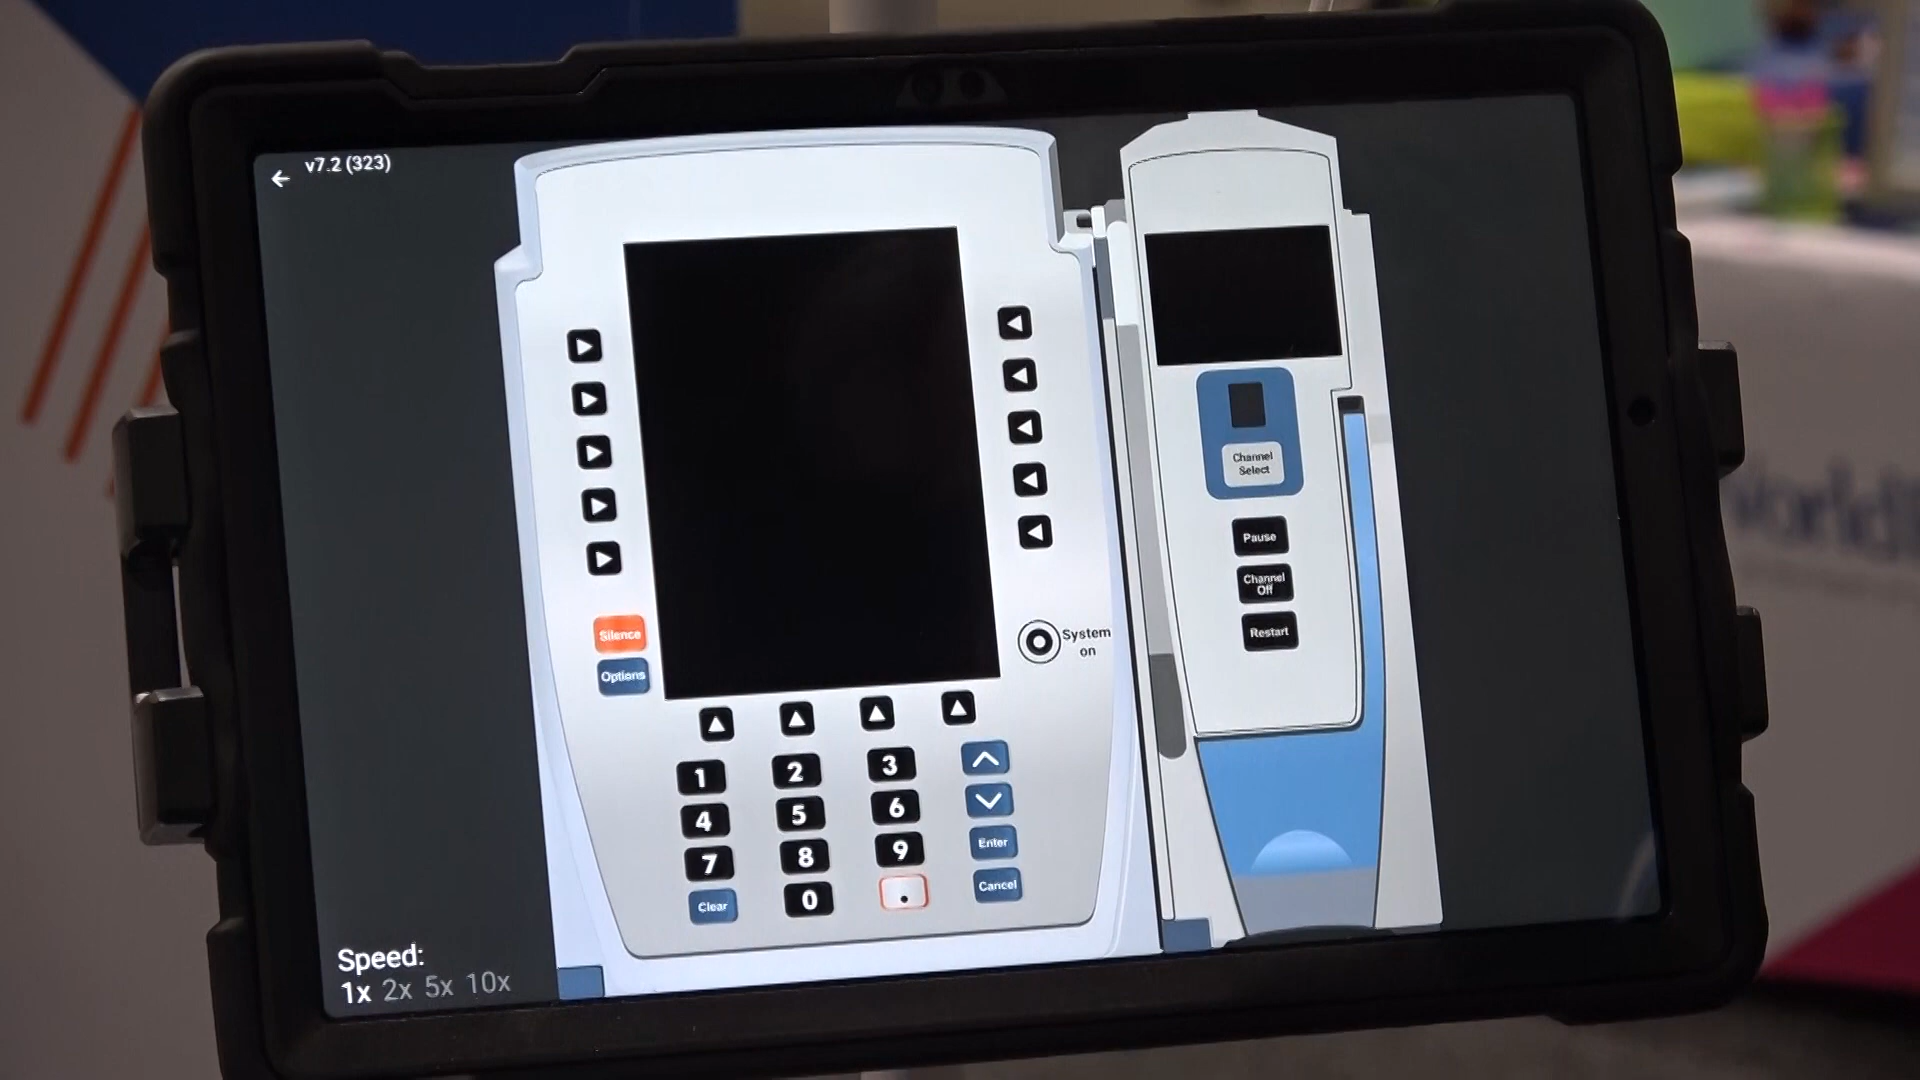 v7.2 (323)
Channel
Select
Pause
Channel
Off
Restart
Silence
Options
System
on
1 2 3
4 5 6
7 8 9
Enter
Clear 0 . Cancel
Speed:
1x 2x 5x 10x